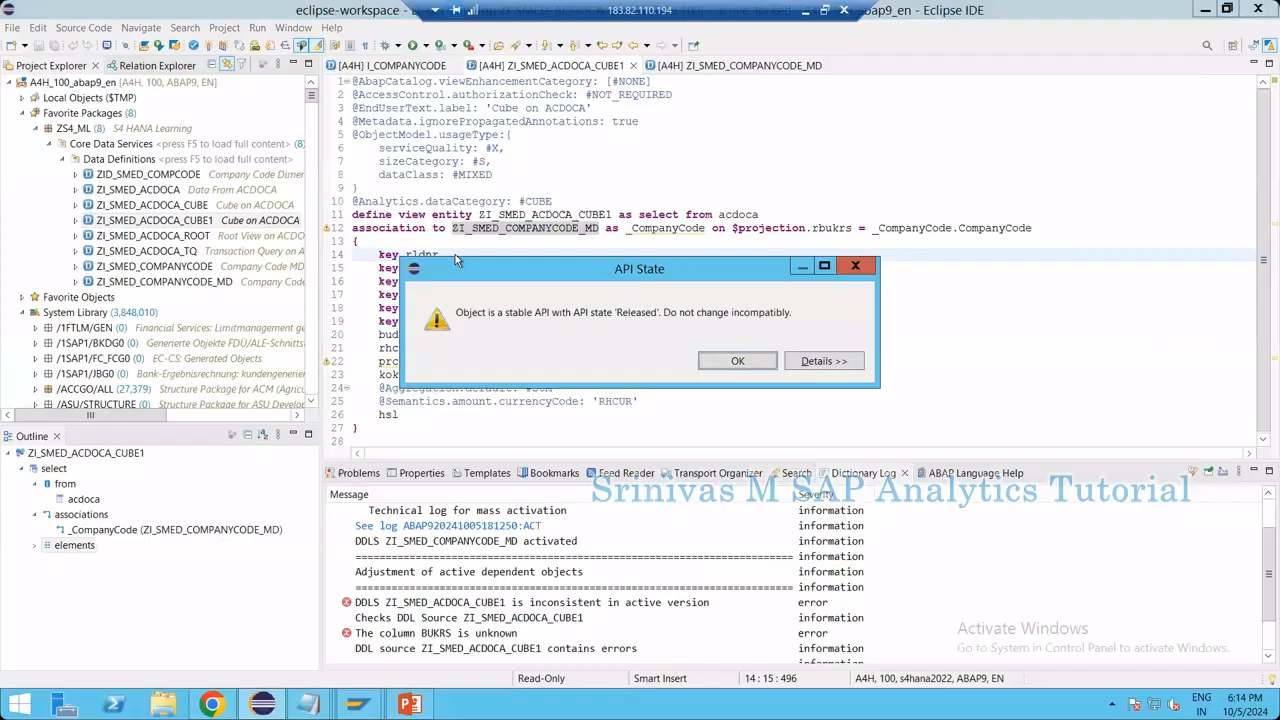 eclipse-workspace -
183.82.110.194
abap9_en - Eclipse IDE
File Edit Source Code Navigate Search Project Run Window Help
Project Explorer
Relation Explorer
[A4H] I_COMPANYCODE
[A4H] ZI_SMED_ACDOCA_CUBE1
[A4H] ZI_SMED_COMPANYCODE_MD
A4H_100_abap9_en [A4H, 100, ABAP9, EN]
Local Objects ($TMP)
Favorite Packages (8)
ZS4_ML (8) S4 HANA Learning
Core Data Services <press F5 to load full content> (8)
Data Definitions <press F5 to load full content>
ZID_SMED_COMPCODE Company Code Dimer
ZI_SMED_ACDOCA Data From ACDOCA
ZI_SMED_ACDOCA_CUBE Cube on ACDOCA
ZI_SMED_ACDOCA_CUBE1 Cube on ACDOCA
ZI_SMED_ACDOCA_ROOT Root View on ACDO
ZI_SMED_ACDOCA_TQ Transaction Query on A
ZI_SMED_COMPANYCODE Company Code MD
ZI_SMED_COMPANYCODE_MD Company Code
Favorite Objects
System Library (3,848,010)
/1FTLM/GEN (0) Financial Services: Limitmanagement ge
/1SAP1/BKDG0 (0) Generierte Objekte FDÜ/ALE-Schnitts
/1SAP1/FC_FCG0 (0) EC-CS: Generated Objects
/1SAP1/JBG0 (0) Bank-Ergebnisrechnung: kundengenerier
/ACCGO/ALL (27,379) Structure Package for ACM (Agricu
/ASU/STRUCTURE (0) Structure Package for ASU Develop
1 @AbapCatalog.viewEnhancementCategory: [#NONE]
2 @AccessControl.authorizationCheck: #NOT_REQUIRED
3 @EndUserText.label: 'Cube on ACDOCA'
4 @Metadata.ignorePropagatedAnnotations: true
5 @ObjectModel.usageType:{
6 serviceQuality: #X,
7 sizeCategory: #S,
8 dataClass: #MIXED
9 }
10 @Analytics.dataCategory: #CUBE
11 define view entity ZI_SMED_ACDOCA_CUBE1 as select from acdoca
12 association to ZI_SMED_COMPANYCODE_MD as _CompanyCode on $projection.rbukrs = _CompanyCode.CompanyCode
13 {
14 key rldnr
15 key
16 key
17 key
18 key
19 key
20 bud
21 rhc
22 prc
23 kok
24 @Aggregation.default: #SUM
25 @Semantics.amount.currencyCode: 'RHCUR'
26 hsl
27 }
28
API State
Object is a stable API with API state 'Released'. Do not change incompatibly.
OK
Details >>
Outline
ZI_SMED_ACDOCA_CUBE1
select
from
acdoca
associations
_CompanyCode (ZI_SMED_COMPANYCODE_MD)
elements
Problems Properties Templates Bookmarks Feed Reader Transport Organizer Search Dictionary Log ABAP Language Help
Message Severity
Srinivas M SAP Analytics Tutorial
Technical log for mass activation information
See log ABAP920241005181250:ACT information
DDLS ZI_SMED_COMPANYCODE_MD activated information
=============================================================================== information
Adjustment of active dependent objects information
=============================================================================== information
DDLS ZI_SMED_ACDOCA_CUBE1 is inconsistent in active version error
Checks DDL Source ZI_SMED_ACDOCA_CUBE1 information
The column BUKRS is unknown error
DDL source ZI_SMED_ACDOCA_CUBE1 contains errors information
information
Activate Windows
Go to System in Control Panel to activate Windows.
Read-Only
Smart Insert
14 : 15 : 496
A4H, 100, s4hana2022, ABAP9, EN
ENG
IN
6:14 PM
10/5/2024